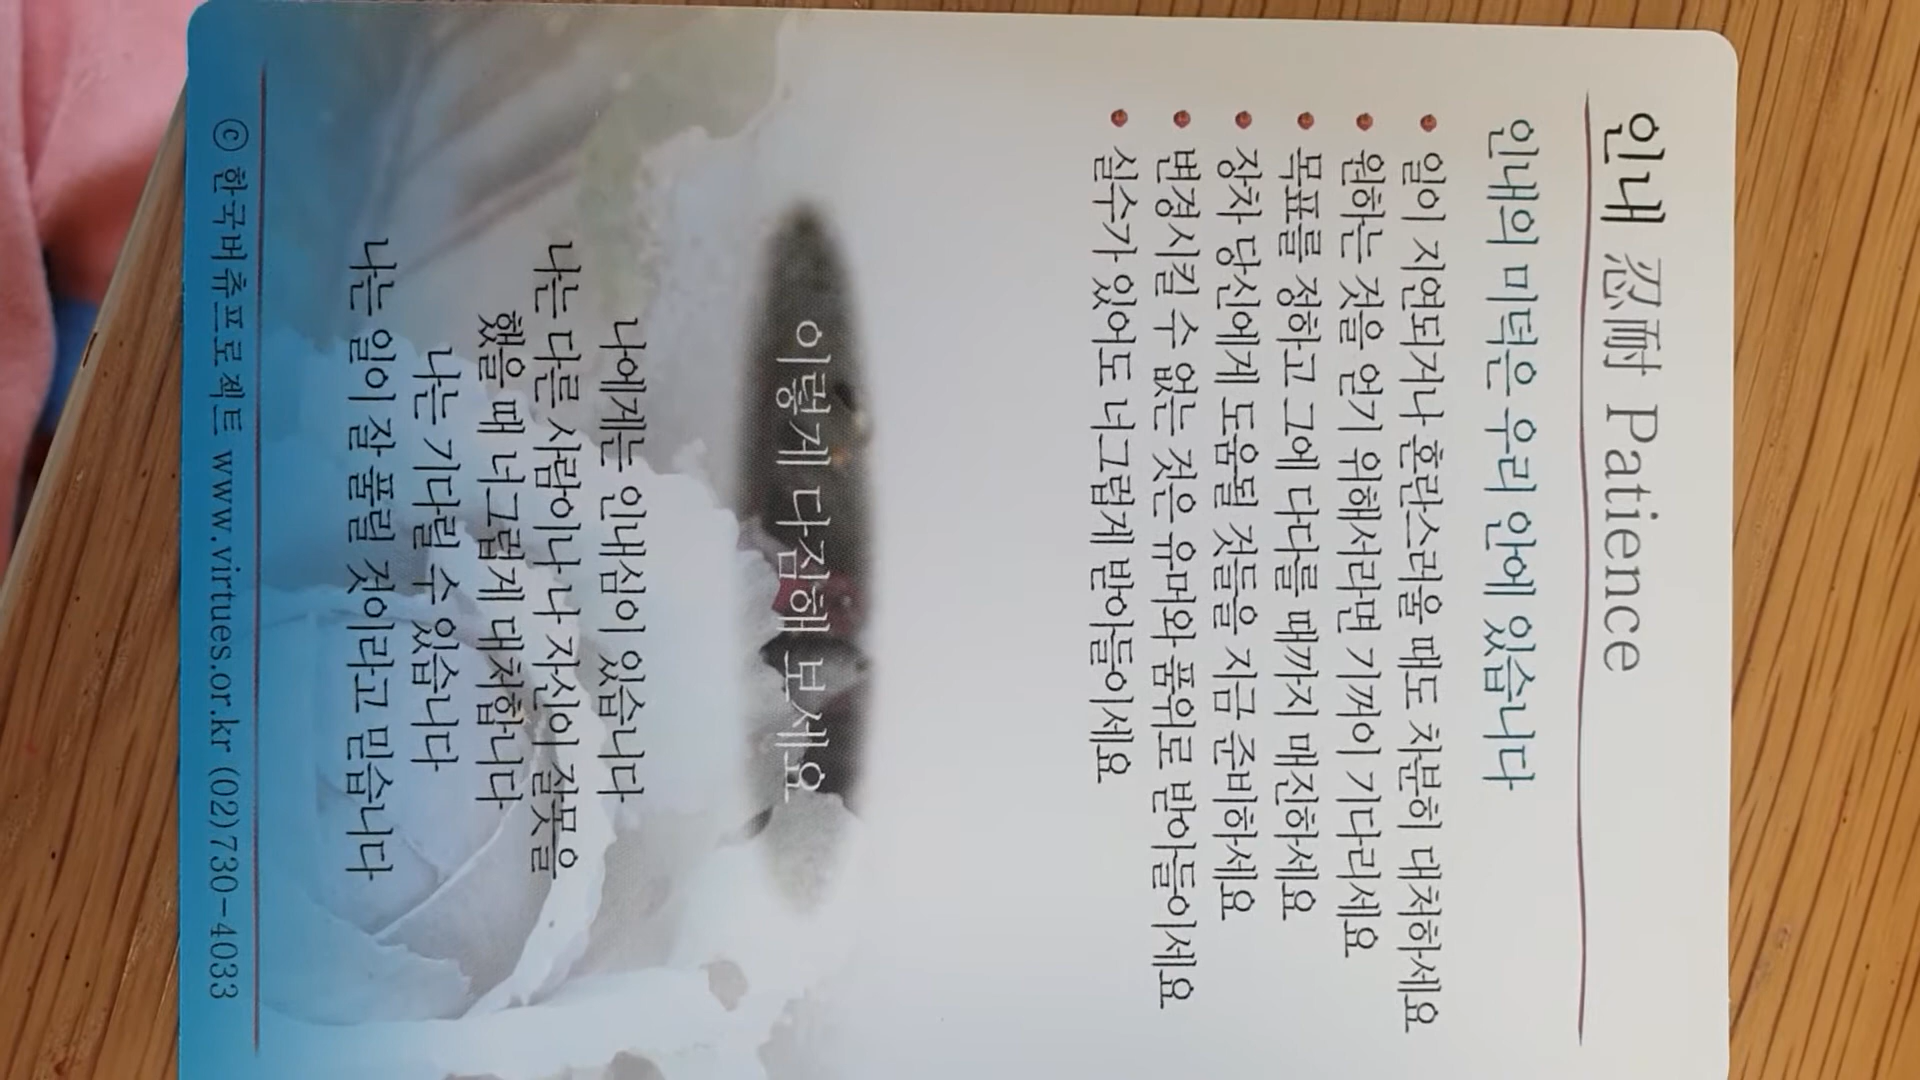 인내 忍耐 Patience
인내의 미덕은 우리 안에 있습니다
• 일이 지연되거나 혼란스러울 때도 차분히 대처하세요
• 원하는 것을 얻기 위해서라면 기꺼이 기다리세요
• 목표를 정하고 그에 다다를 때까지 매진하세요
• 장차 당신에게 도움될 것들을 지금 준비하세요
• 변경시킬 수 없는 것은 유머와 품위로 받아들이세요
• 실수가 있어도 너그럽게 받아들이세요
이렇게 다짐해 보세요
나에게는 인내심이 있습니다
나는 다른 사람이나 나 자신이 잘못을
했을 때 너그럽게 대처합니다
나는 기다릴 수 있습니다
나는 일이 잘 풀릴 것이라고 믿습니다
ⓒ 한국버츄프로젝트 www.virtues.or.kr (02)730-4033